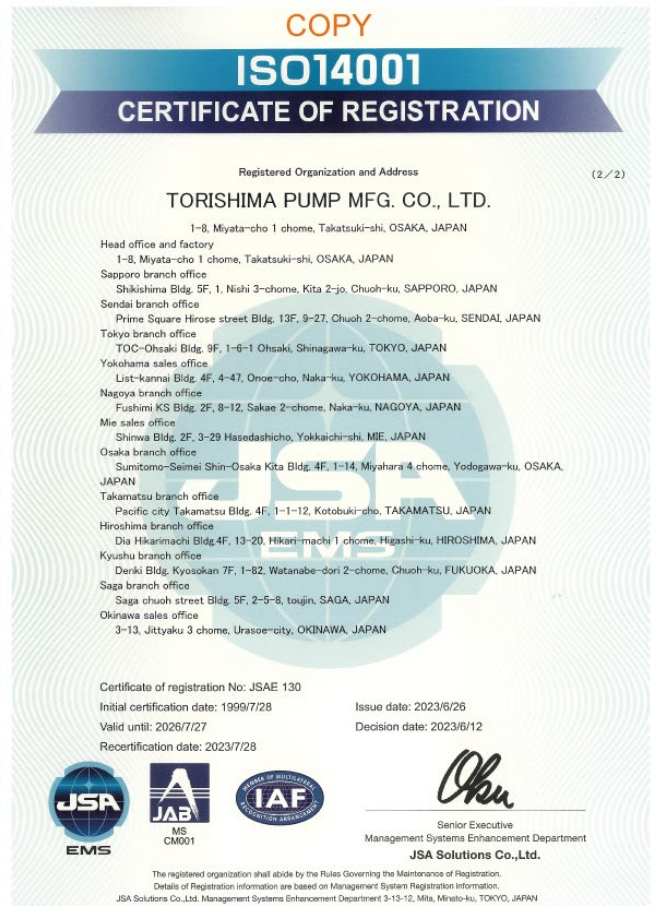 COPY
ISO14001
CERTIFICATE OF REGISTRATION
Registered Organization and Address
(2/2)
TORISHIMA PUMP MFG. CO., LTD.
1-8, Miyata-cho 1 chome, Takatsuki-shi, OSAKA, JAPAN
Head office and factory
1-8, Miyata-cho 1 chome, Takatsuki-shi, OSAKA, JAPAN
Sapporo branch office
Shikishima Bldg. 5F, 1, Nishi 3-chome, Kita 2-jo, Chuoh-ku, SAPPORO, JAPAN
Sendai branch office
Prime Square Hirose street Bldg. 13F, 9-27, Chuoh 2-chome, Aoba-ku, SENDAI, JAPAN
Tokyo branch office
TOC-Ohsaki Bldg. 9F, 1-6-1 Ohsaki, Shinagawa-ku, TOKYO, JAPAN
Yokohama sales office
List-kannai Bldg. 4F, 4-47, Onoe-cho, Naka-ku, YOKOHAMA, JAPAN
Nagoya branch office
Fushimi KS Bldg. 2F, 8-12, Sakae 2-chome, Naka-ku, NAGOYA, JAPAN
Mie sales office
Shinwa Bldg. 2F, 3-29 Hasedashicho, Yokkaichi-shi, MIE, JAPAN
Osaka branch office
Sumitomo-Seimei Shin-Osaka Kita Bldg. 4F, 1-14, Miyahara 4 chome, Yodogawa-ku, OSAKA,
JAPAN
Takamatsu branch office
Pacific city Takamatsu Bldg. 4F, 1-1-12, Kotobuki-cho, TAKAMATSU, JAPAN
Hiroshima branch office
Dia Hikarimachi Bldg.4F, 13-20, Hikari-machi 1 chome, Higashi-ku, HIROSHIMA, JAPAN
Kyushu branch office
Denki Bldg. Kyosokan 7F, 1-82, Watanabe-dori 2-chome, Chuoh-ku, FUKUOKA, JAPAN
Saga branch office
Saga chuoh street Bldg. 5F, 2-5-8, toujin, SAGA, JAPAN
Okinawa sales office
3-13, Jittyaku 3 chome, Urasoe-city, OKINAWA, JAPAN
JSA
EMS
Certificate of registration No: JSAE 130
Initial certification date: 1999/7/28
Issue date: 2023/6/26
Valid until: 2026/7/27
Decision date: 2023/6/12
Recertification date: 2023/7/28
JSA
EMS
JAB
MS
CM001
MEMBER OF MULTILATERAL
IAF
RECOGNITION ARRANGEMENT
Oku
Senior Executive
Management Systems Enhancement Department
JSA Solutions Co.,Ltd.
The registered organization shall abide by the Rules Governing the Maintenance of Registration.
Details of Registration information are based on Management System Registration Information.
JSA Solutions Co.,Ltd. Management Systems Enhancement Department 3-13-12, Mita, Minato-ku, TOKYO, JAPAN